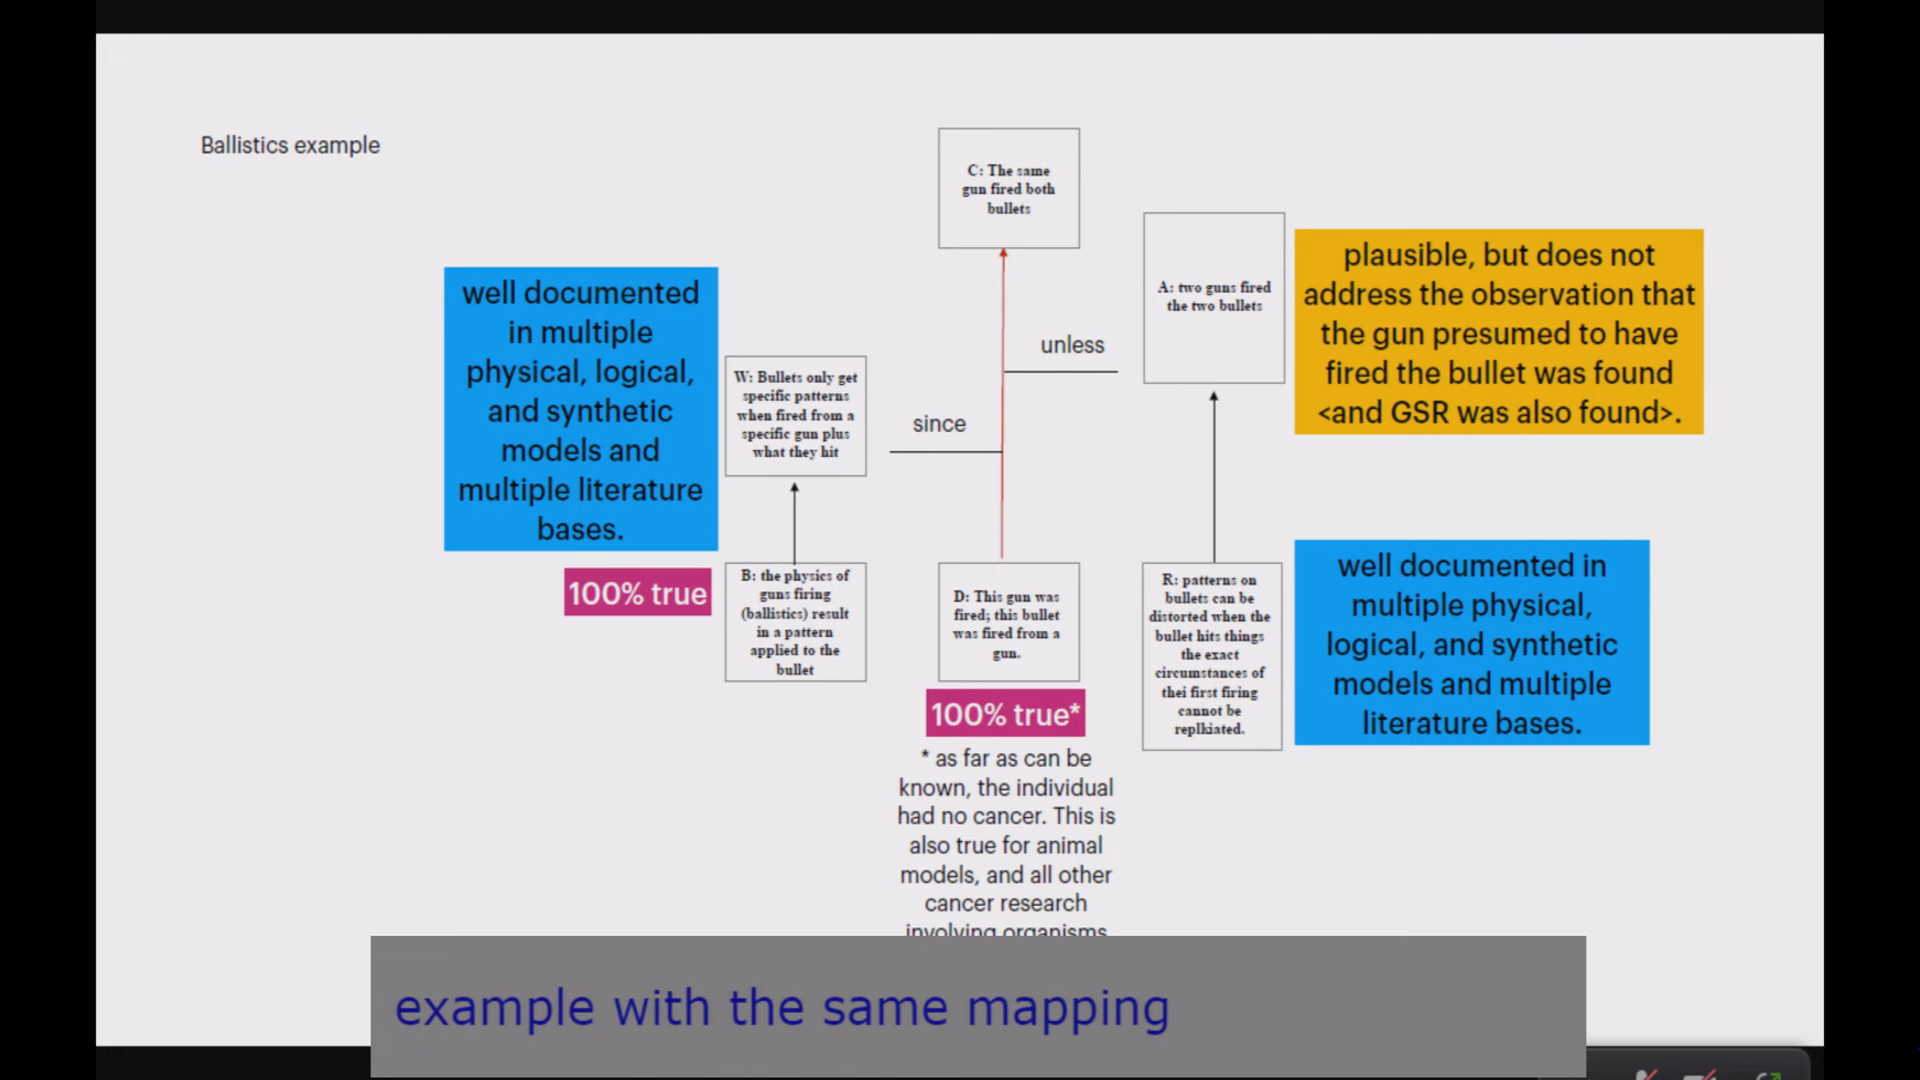 Ballistics example
C: The same
gun fired both
bullets
A: two guns fired
the two bullets
plausible, but does not
address the observation that
the gun presumed to have
fired the bullet was found
<and GSR was also found>.
unless
well documented
in multiple
physical, logical,
and synthetic
models and
multiple literature
bases.
W: Bullets only get
specific patterns
when fired from a
specific gun plus
what they hit
since
100% true
B: the physics of
guns firing
(ballistics) result
in a pattern
applied to the
bullet
D: This gun was
fired; this bullet
was fired from a
gun.
100% true*
* as far as can be
known, the individual
had no cancer. This is
also true for animal
models, and all other
cancer research
involving organisms
R: patterns on
bullets can be
distorted when the
bullet hits things
the exact
circumstances of
thei first firing
cannot be
replkiated.
well documented in
multiple physical,
logical, and synthetic
models and multiple
literature bases.
example with the same mapping